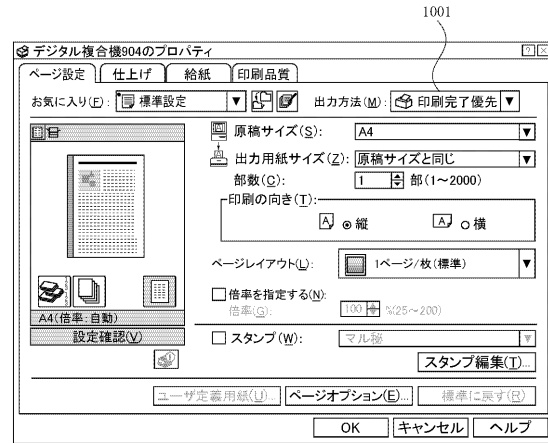 1001
デジタル複合機904のプロパティ
ページ設定 仕上げ 給紙 印刷品質
お気に入り(F): 標準設定 出力方法(M): 印刷完了優先
原稿サイズ(S): A4
出力用紙サイズ(Z): 原稿サイズと同じ
部数(C): 1 部(1~2000)
印刷の向き(T):
A 縦 A 横
ページレイアウト(L): 1ページ/枚(標準)
倍率を指定する(N):
倍率(G): 100 %(25~200)
A4(倍率:自動)
設定確認(V)
スタンプ(W): マル秘
スタンプ編集(T)...
ユーザ定義用紙(U)... ページオプション(E)... 標準に戻す(R)
OK キャンセル ヘルプ